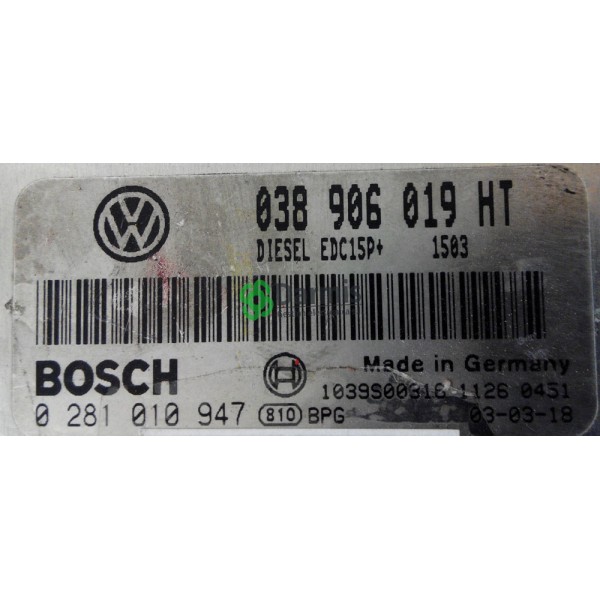 038 906 019 HT
DIESEL EDC15P+ 1503
BOSCH
Made in Germany
1039S00316 1126 0451
0 281 010 947 810 BPG 03-03-18